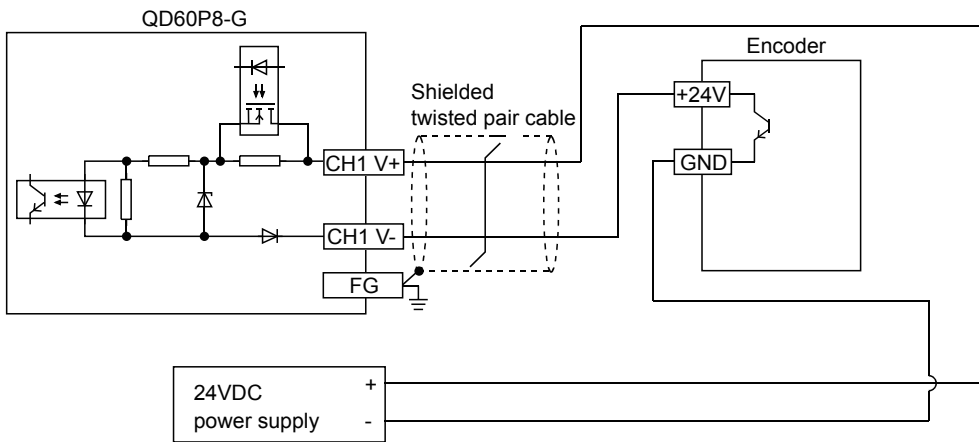 QD60P8-G
Encoder
Shielded
twisted pair cable
+24V
CH1 V+
GND
CH1 V-
FG
24VDC
power supply
+
-